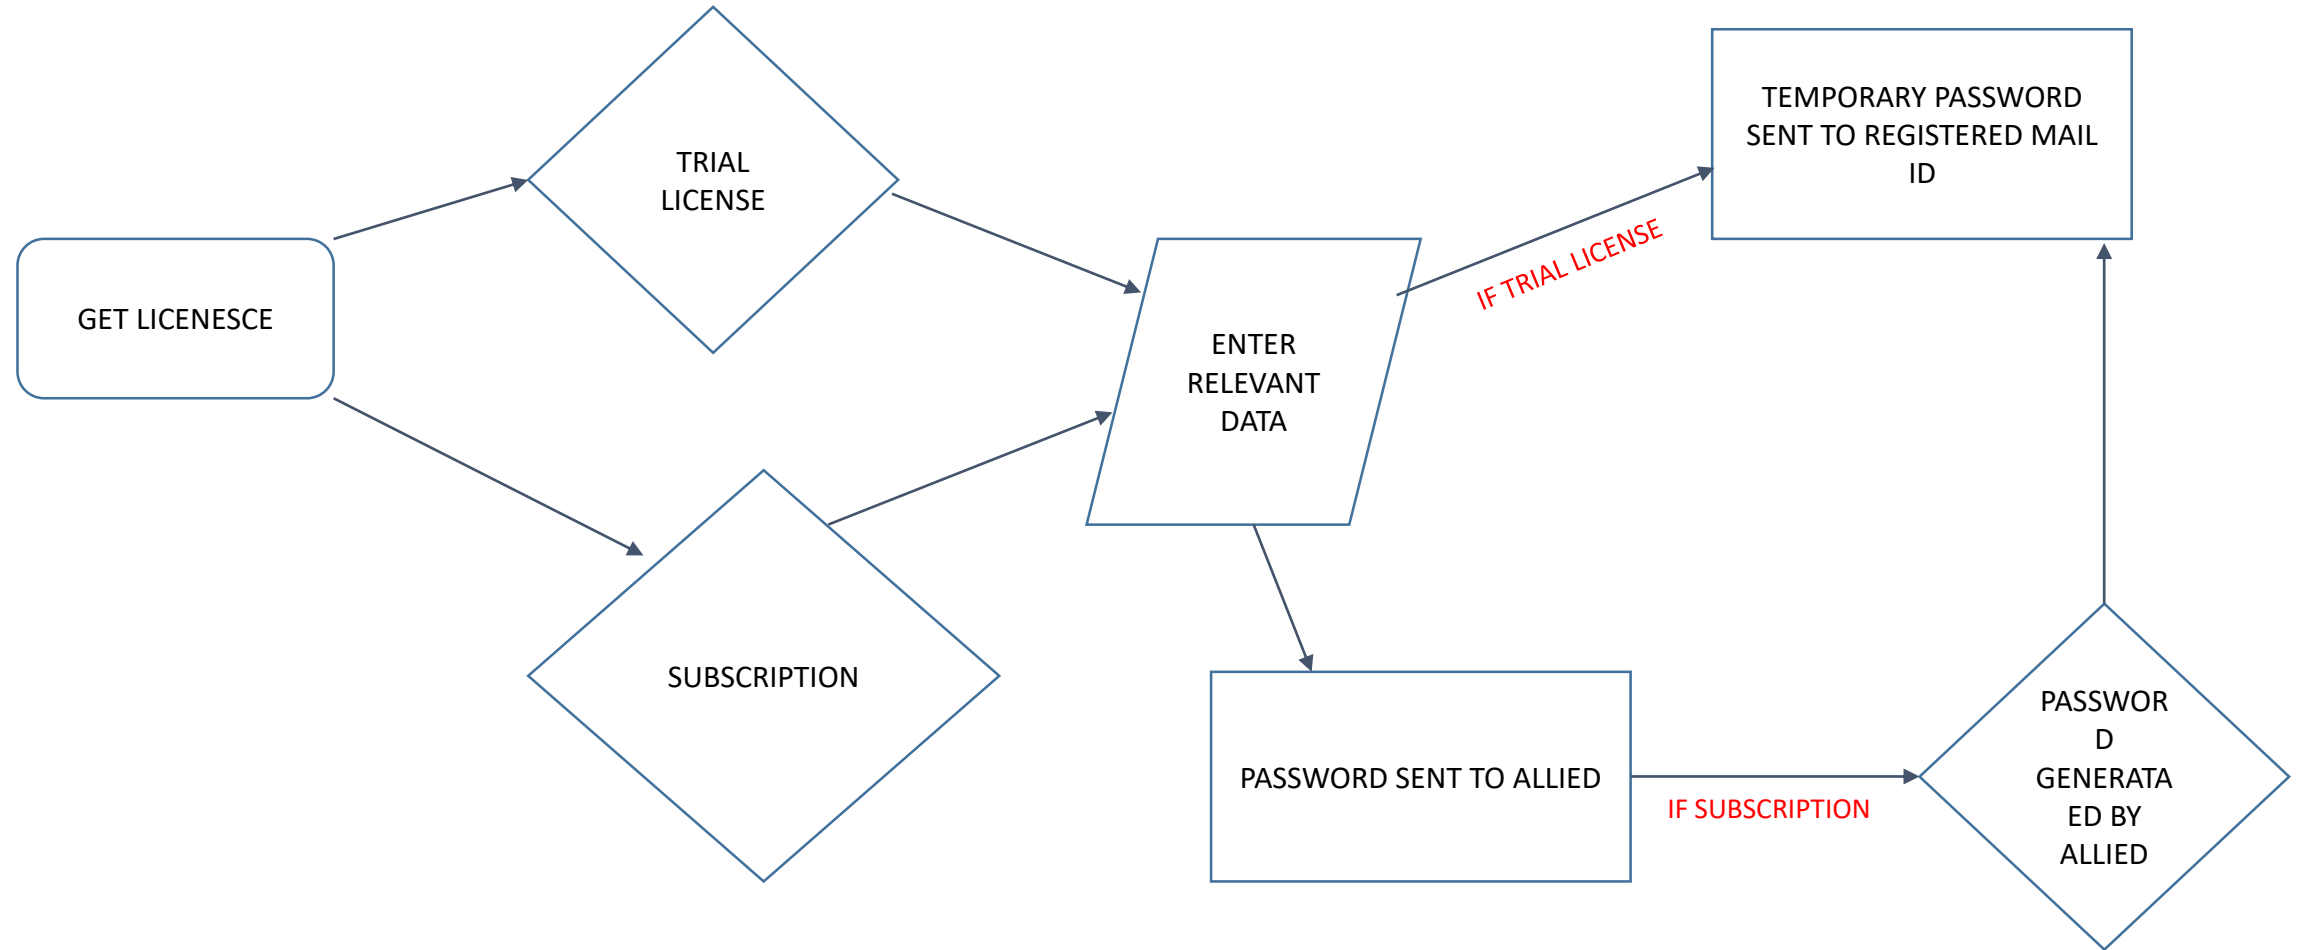 GET LICENESCE
TRIAL
LICENSE
SUBSCRIPTION
ENTER
RELEVANT
DATA
IF TRIAL LICENSE
TEMPORARY PASSWORD
SENT TO REGISTERED MAIL
ID
PASSWORD SENT TO ALLIED
IF SUBSCRIPTION
PASSWOR
D
GENERATA
ED BY
ALLIED